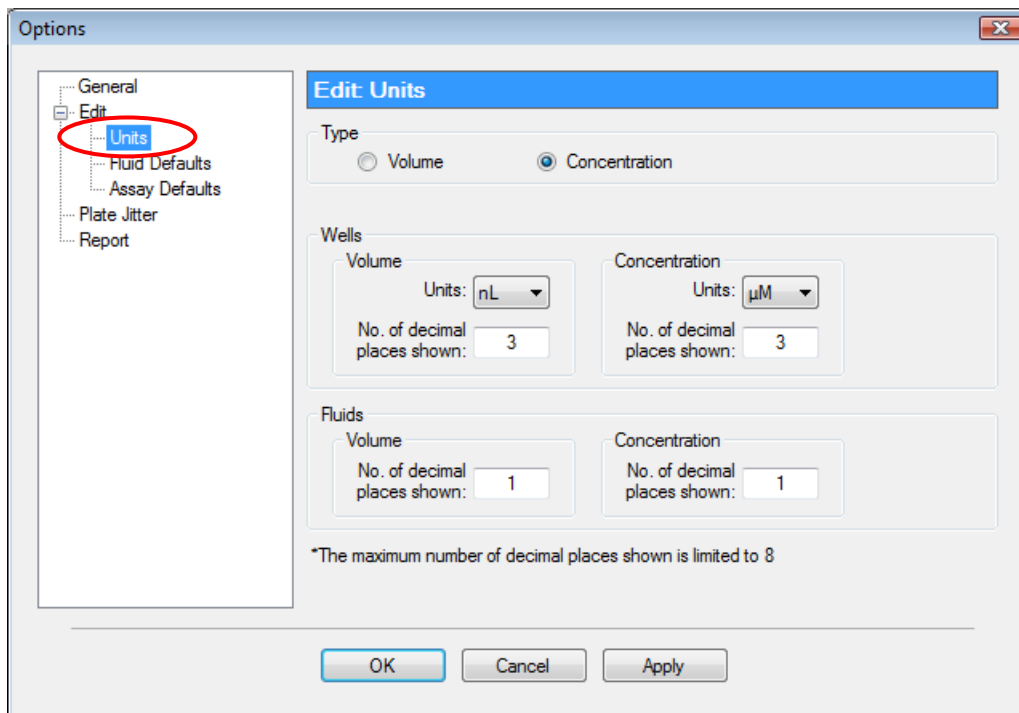 Options
General
Edit
Units
Fluid Defaults
Assay Defaults
Plate Jitter
Report
Edit: Units
Type
Volume
Concentration
Wells
Volume
Units: nL
No. of decimal
places shown: 3
Concentration
Units: µM
No. of decimal
places shown: 3
Fluids
Volume
No. of decimal
places shown: 1
Concentration
No. of decimal
places shown: 1
*The maximum number of decimal places shown is limited to 8
OK
Cancel
Apply